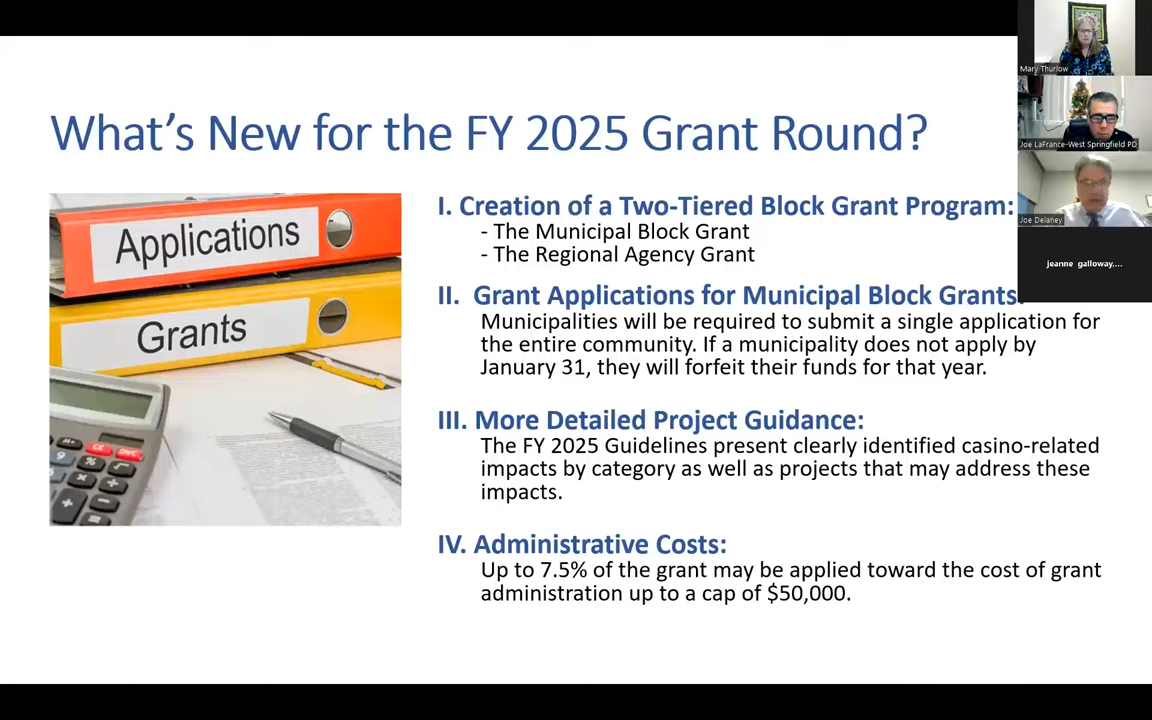 What's New for the FY 2025 Grant Round?
Applications
Grants
I. Creation of a Two-Tiered Block Grant Program:
- The Municipal Block Grant
- The Regional Agency Grant
II. Grant Applications for Municipal Block Grants:
Municipalities will be required to submit a single application for
the entire community. If a municipality does not apply by
January 31, they will forfeit their funds for that year.
III. More Detailed Project Guidance:
The FY 2025 Guidelines present clearly identified casino-related
impacts by category as well as projects that may address these
impacts.
IV. Administrative Costs:
Up to 7.5% of the grant may be applied toward the cost of grant
administration up to a cap of $50,000.
Mary Thurlow
Joe LaFrance-West Springfield PD
Joe Delaney
jeanne galloway,...
M+
CE
%
√
+